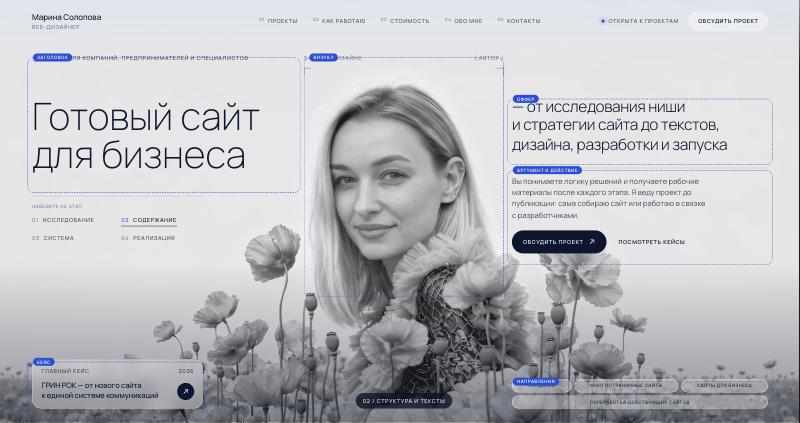 Марина Солопова
ВЕБ-ДИЗАЙНЕР
01 ПРОЕКТЫ
02 КАК РАБОТАЮ
03 СТОИМОСТЬ
04 ОБО МНЕ
05 КОНТАКТЫ
ОТКРЫТА К ПРОЕКТАМ
ОБСУДИТЬ ПРОЕКТ
ЗАГОЛОВОК
КОМПАНИЙ, ПРЕДПРИНИМАТЕЛЕЙ И СПЕЦИАЛИСТОВ
ВИЗУАЛ
( АВТОР )
Готовый сайт
для бизнеса
ОФФЕР
— от исследования ниши
и стратегии сайта до текстов,
дизайна, разработки и запуска
АРГУМЕНТ И ДЕЙСТВИЕ
Вы понимаете логику решений и получаете рабочие
материалы после каждого этапа. Я веду проект до
публикации: сама собираю сайт или работаю в связке
с разработчиками.
ОБСУДИТЬ ПРОЕКТ
ПОСМОТРЕТЬ КЕЙСЫ
НАВЕДИТЕ НА ЭТАП
01 ИССЛЕДОВАНИЕ
02 СОДЕРЖАНИЕ
03 СИСТЕМА
04 РЕАЛИЗАЦИЯ
КЕЙС
ГЛАВНЫЙ КЕЙС
2026
ГРИН РОК — от нового сайта
к единой системе коммуникаций
02 / СТРУКТУРА И ТЕКСТЫ
НАПРАВЛЕНИЯ
МНОГОСТРАНИЧНЫЕ САЙТЫ
САЙТЫ ДЛЯ БИЗНЕСА
ПЕРЕРАБОТКА ДЕЙСТВУЮЩИХ САЙТОВ